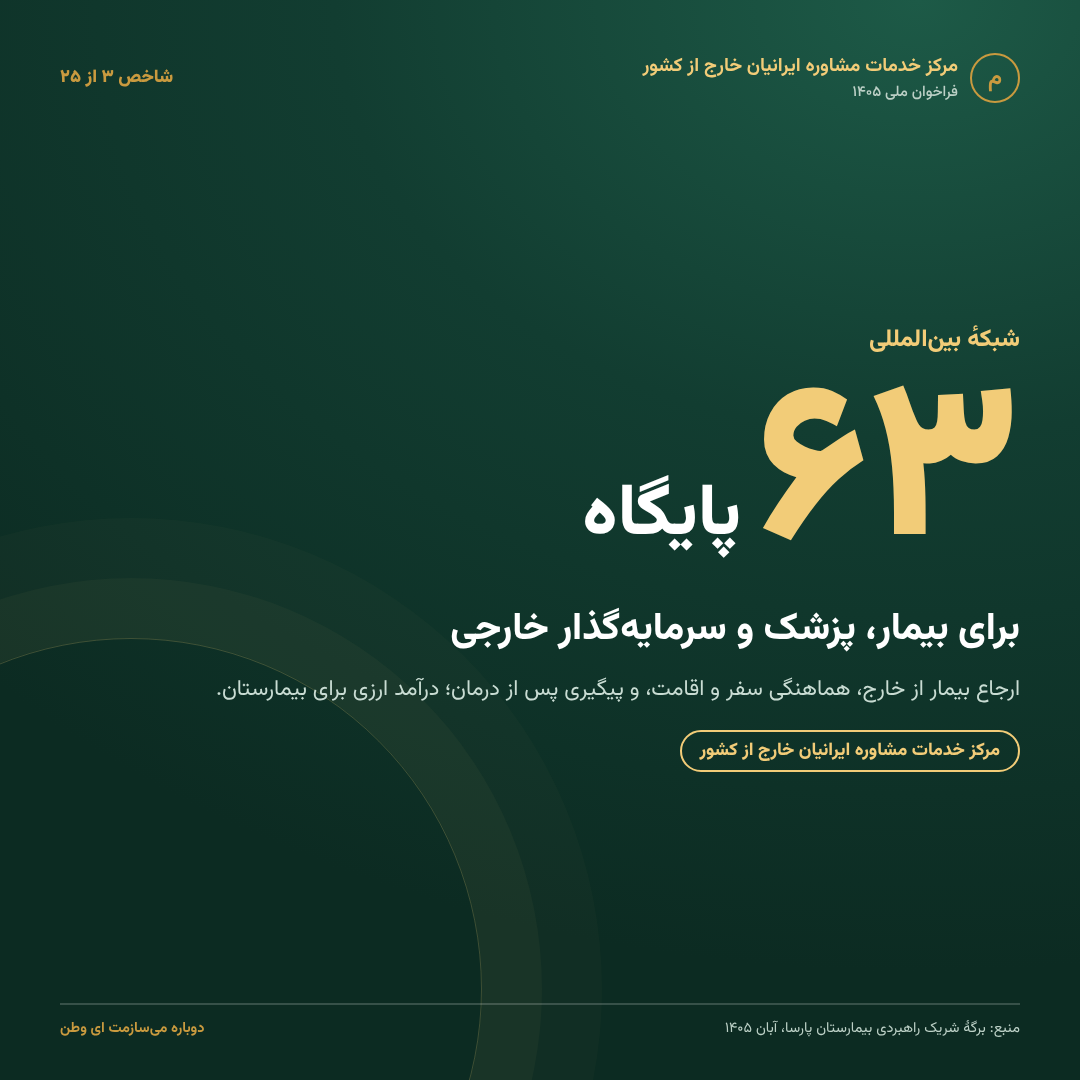 م
مرکز خدمات مشاوره ایرانیان خارج از کشور
فراخوان ملی ۱۴۰۵
شاخص ۳ از ۲۵
شبکهٔ بین‌المللی
۶۳ پایگاه
برای بیمار، پزشک و سرمایه‌گذار خارجی
ارجاع بیمار از خارج، هماهنگی سفر و اقامت، و پیگیری پس از درمان؛ درآمد ارزی برای بیمارستان.
مرکز خدمات مشاوره ایرانیان خارج از کشور
منبع: برگهٔ شریک راهبردی بیمارستان پارسا، آبان ۱۴۰۵
دوباره می‌سازمت ای وطن